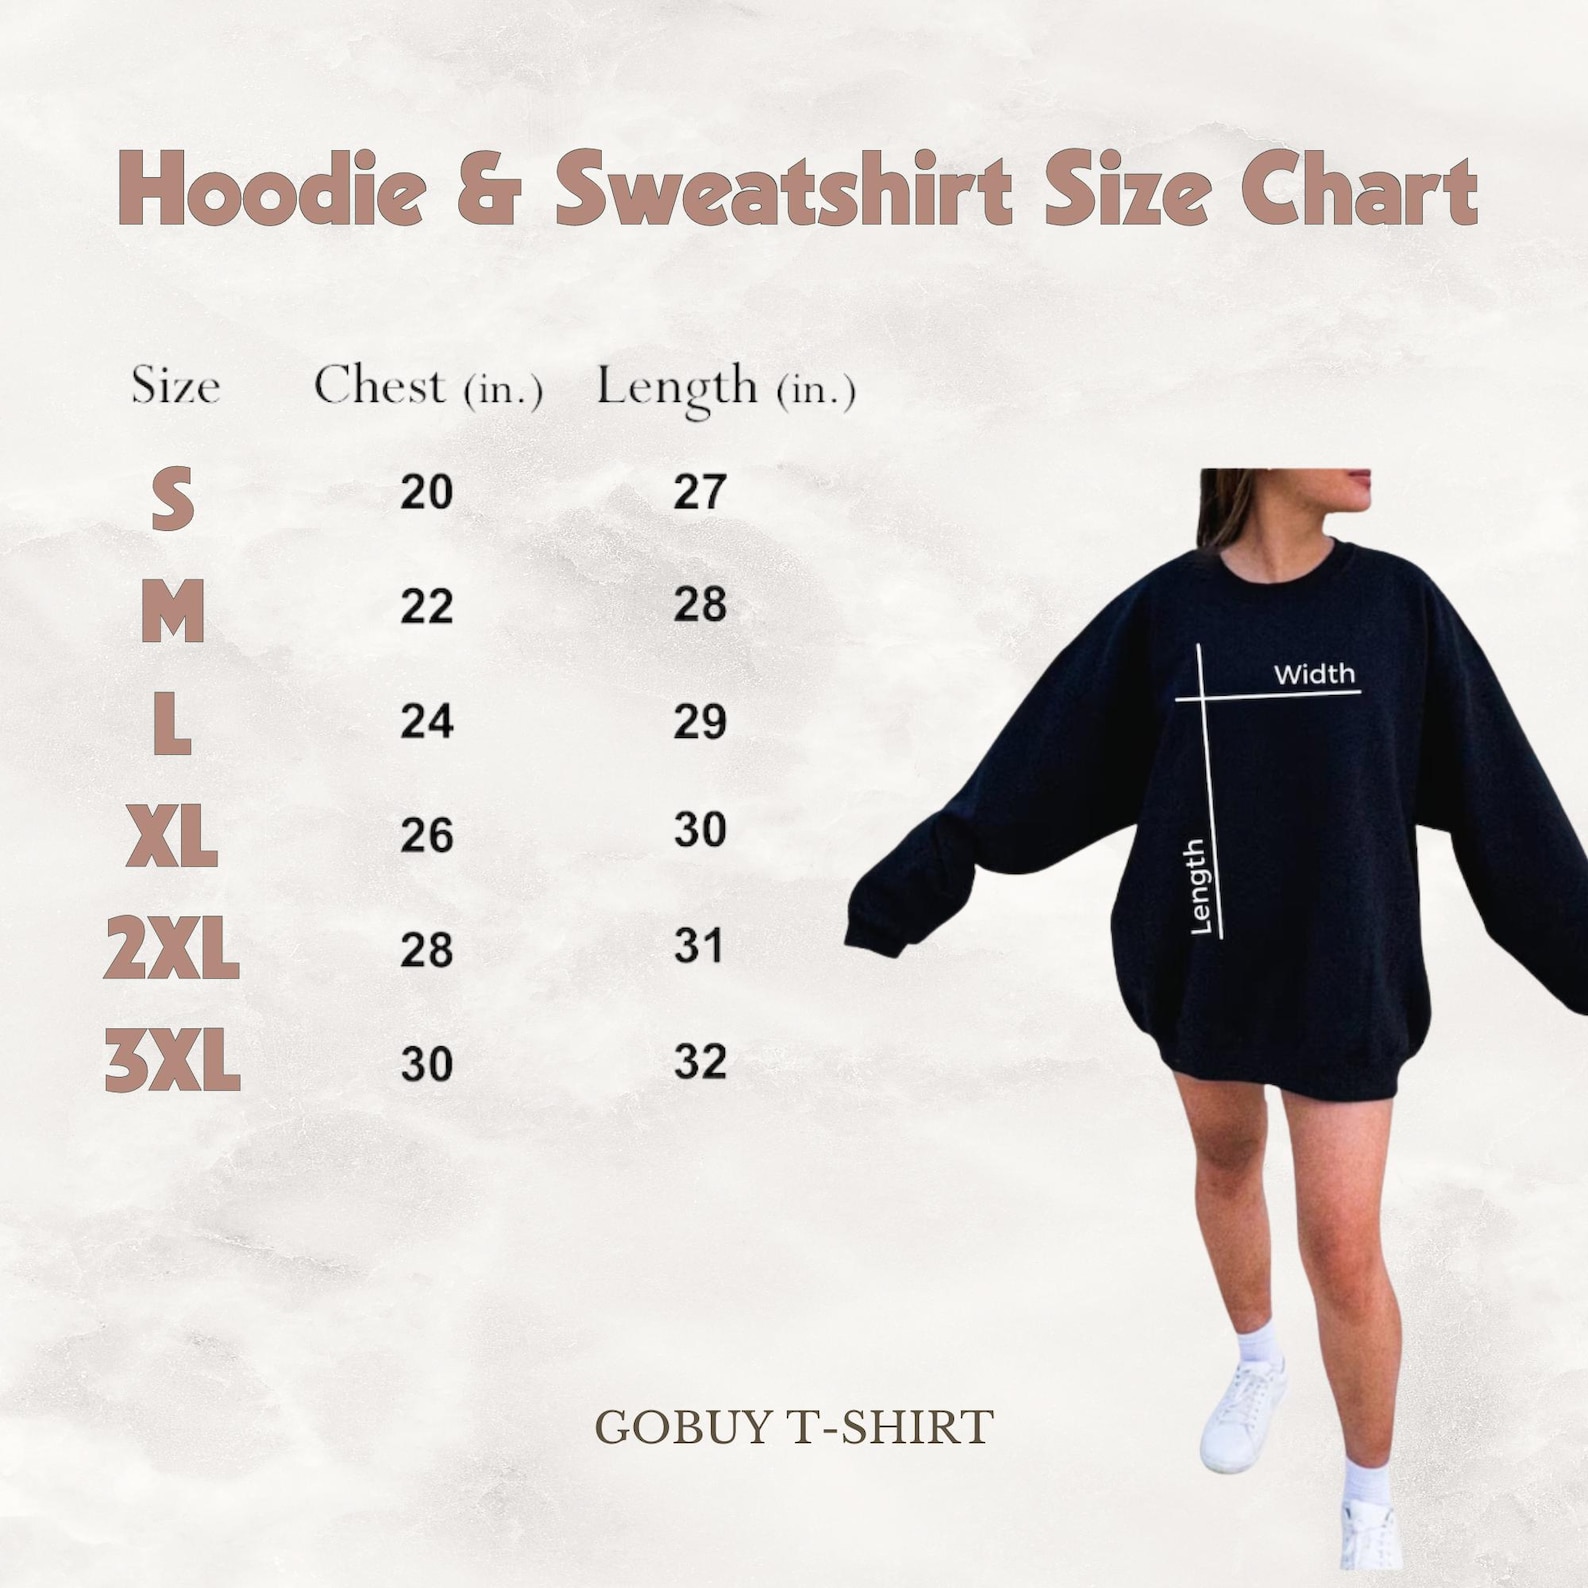 Hoodie & Sweatshirt Size Chart
Size Chest (in.) Length (in.)
S 20 27
M 22 28
L 24 29
XL 26 30
2XL 28 31
3XL 30 32
Width
Length
GOBUY T-SHIRT